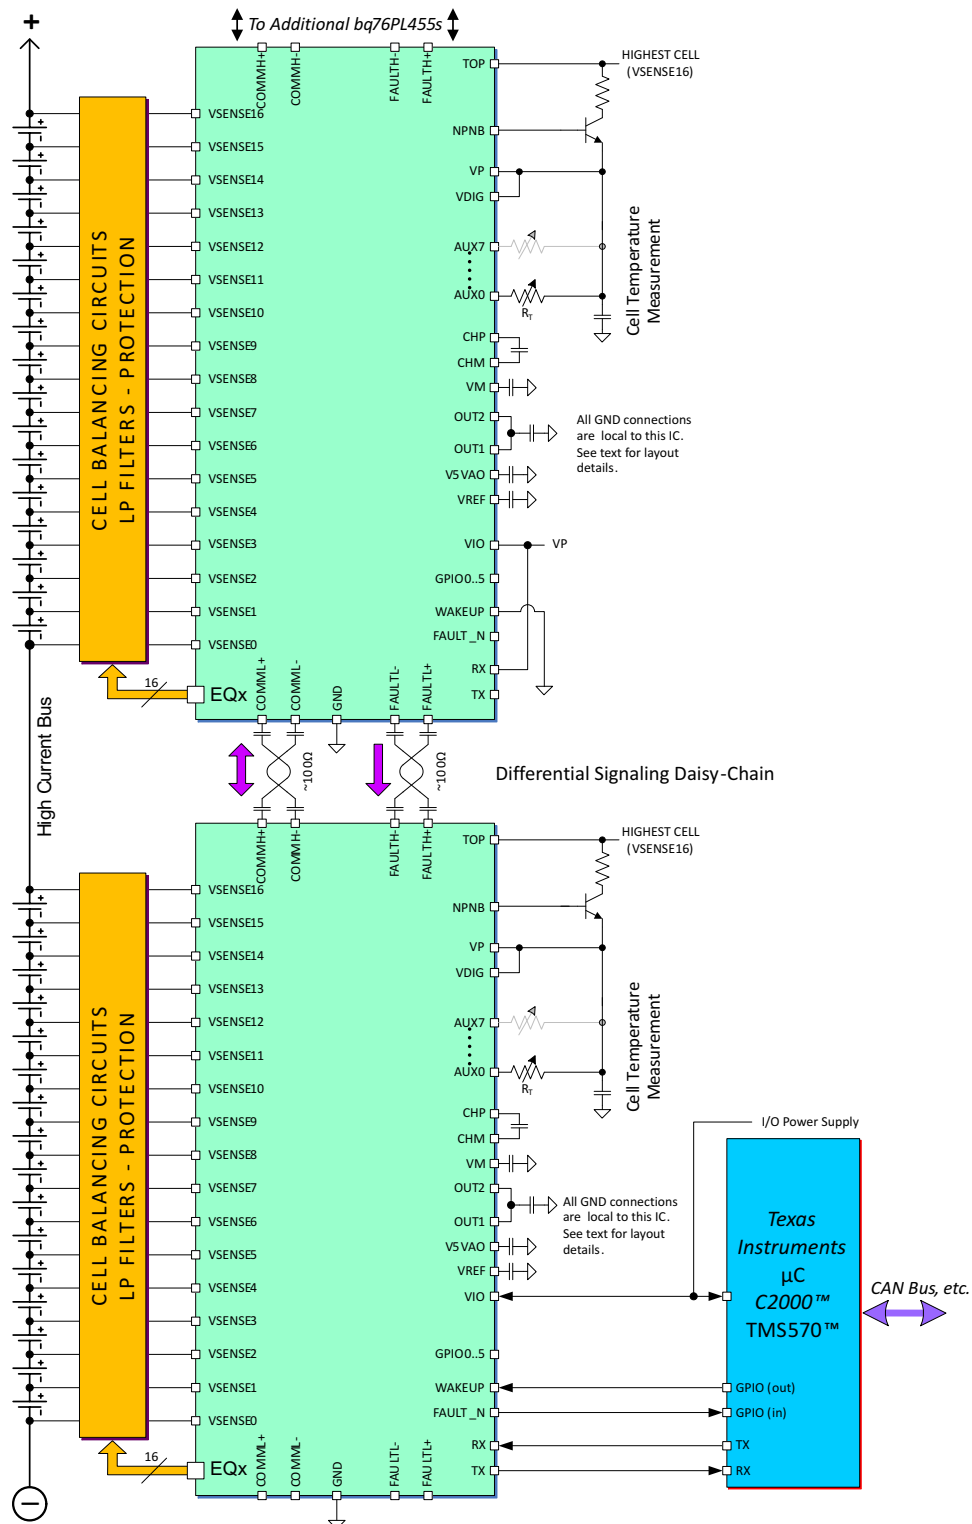 To Additional bq76PL455s
+
COMMH+
COMMH-
FAULTH-
FAULTH+
TOP
HIGHEST CELL
(VSENSE16)
NPNB
VP
VDIG
AUX7
AUX0
RT
Cell Temperature
Measurement
CHP
CHM
VM
OUT2
OUT1
All GND connections
are local to this IC.
See text for layout
details.
V5VAO
VREF
VIO
VP
GPIO0..5
WAKEUP
FAULT_N
RX
TX
VSENSE16
VSENSE15
VSENSE14
VSENSE13
VSENSE12
VSENSE11
VSENSE10
VSENSE9
VSENSE8
VSENSE7
VSENSE6
VSENSE5
VSENSE4
VSENSE3
VSENSE2
VSENSE1
VSENSE0
CELL BALANCING CIRCUITS
LP FILTERS - PROTECTION
16
EQx
COMML+
COMML-
GND
FAULTL-
FAULTL+
High Current Bus
~100Ω
~100Ω
Differential Signaling Daisy-Chain
COMMH+
COMMH-
FAULTH-
FAULTH+
TOP
HIGHEST CELL
(VSENSE16)
NPNB
VP
VDIG
AUX7
AUX0
RT
Cell Temperature
Measurement
CHP
CHM
VM
OUT2
OUT1
All GND connections
are local to this IC.
See text for layout
details.
V5VAO
VREF
VIO
GPIO0..5
WAKEUP
FAULT_N
RX
TX
VSENSE16
VSENSE15
VSENSE14
VSENSE13
VSENSE12
VSENSE11
VSENSE10
VSENSE9
VSENSE8
VSENSE7
VSENSE6
VSENSE5
VSENSE4
VSENSE3
VSENSE2
VSENSE1
VSENSE0
CELL BALANCING CIRCUITS
LP FILTERS - PROTECTION
16
EQx
COMML+
COMML-
GND
FAULTL-
FAULTL+
I/O Power Supply
Texas
Instruments
µC
C2000™
TMS570™
GPIO (out)
GPIO (in)
TX
RX
CAN Bus, etc.